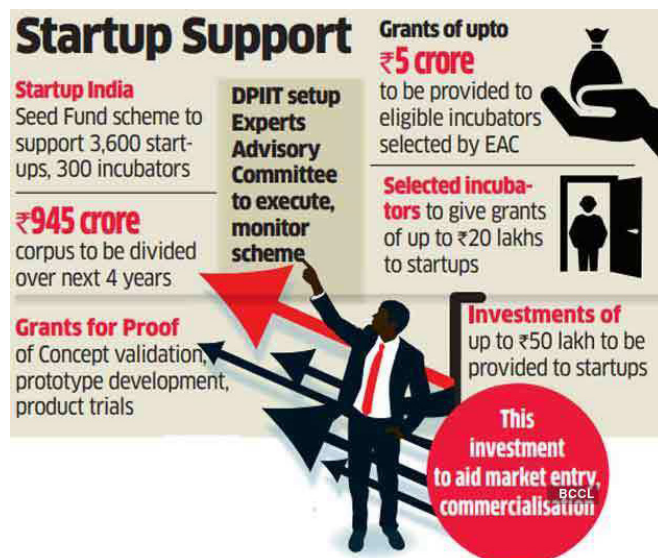 Startup Support
Startup India
Seed Fund scheme to
support 3,600 start-
ups, 300 incubators
₹945 crore
corpus to be divided
over next 4 years
DPIIT setup
Experts
Advisory
Committee
to execute,
monitor
scheme
Grants of upto
₹5 crore
to be provided to
eligible incubators
selected by EAC
Selected incuba-
tors to give grants
of up to ₹20 lakhs
to startups
Grants for Proof
of Concept validation,
prototype development,
product trials
Investments of
up to ₹50 lakh to be
provided to startups
This
investment
to aid market entry,
commercialisation
BCCL